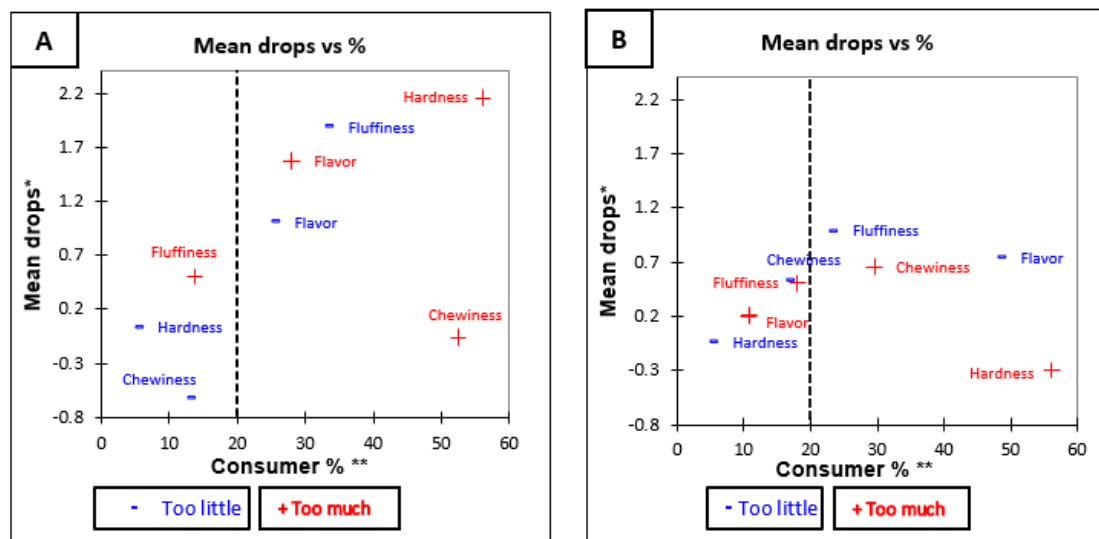 A
Mean drops vs %
Mean drops*
2.2
1.7
1.2
0.7
0.2
-0.3
-0.8
Hardness
Fluffiness
Flavor
Flavor
Fluffiness
Hardness
Chewiness
Chewiness
0 10 20 30 40 50 60
Consumer % **
- Too little
+ Too much
B
Mean drops vs %
Mean drops*
2.2
1.7
1.2
0.7
0.2
-0.3
-0.8
Fluffiness
Chewiness
Flavor
Chewiness
Fluffiness
Flavor
Hardness
Hardness
0 10 20 30 40 50 60
Consumer % **
- Too little
+ Too much